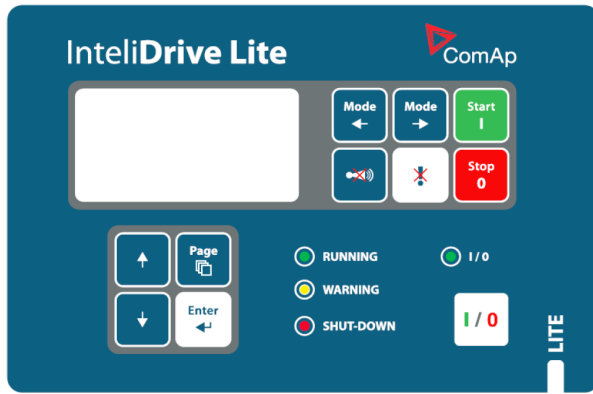 InteliDrive Lite
ComAp
Mode
Mode
Start
I
Stop
0
Page
Enter
RUNNING
I / 0
WARNING
SHUT-DOWN
I / 0
LITE